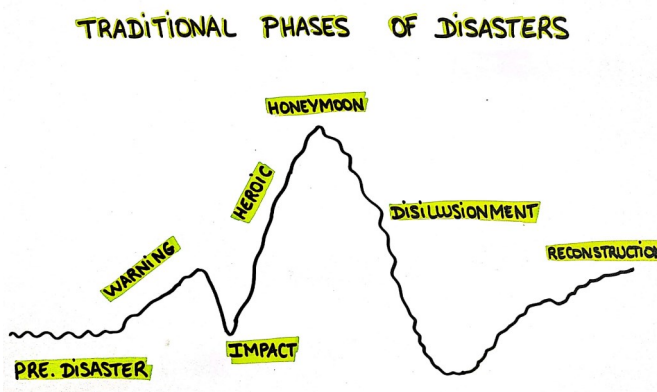 TRADITIONAL PHASES OF DISASTERS
HONEYMOON
HEROIC
DISILLUSIONMENT
WARNING
RECONSTRUCTION
IMPACT
PRE. DISASTER